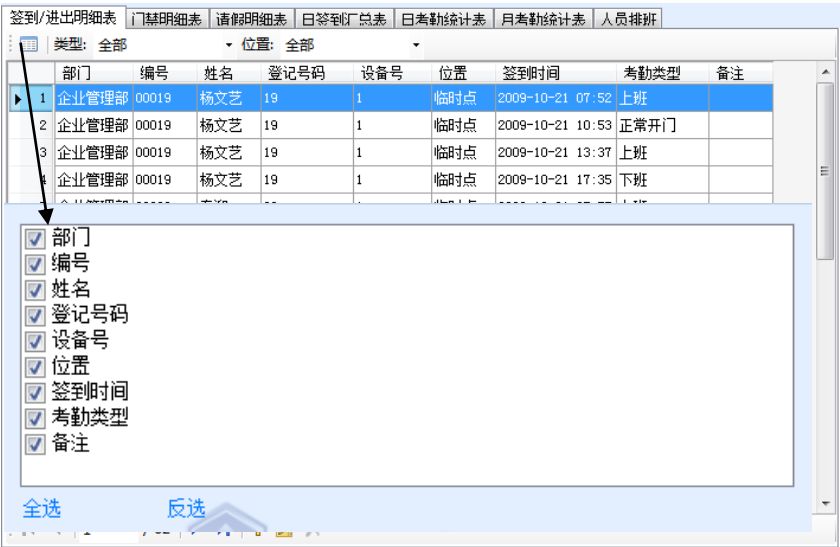 签到/进出明细表 门禁明细表 请假明细表 日签到汇总表 日考勤统计表 月考勤统计表 人员排班
类型: 全部 位置: 全部
部门 编号 姓名 登记号码 设备号 位置 签到时间 考勤类型 备注
1 企业管理部 00019 杨文艺 19 1 临时点 2009-10-21 07:52 上班
2 企业管理部 00019 杨文艺 19 1 临时点 2009-10-21 10:53 正常开门
3 企业管理部 00019 杨文艺 19 1 临时点 2009-10-21 13:37 上班
4 企业管理部 00019 杨文艺 19 1 临时点 2009-10-21 17:35 下班
部门
编号
姓名
登记号码
设备号
位置
签到时间
考勤类型
备注
全选 反选